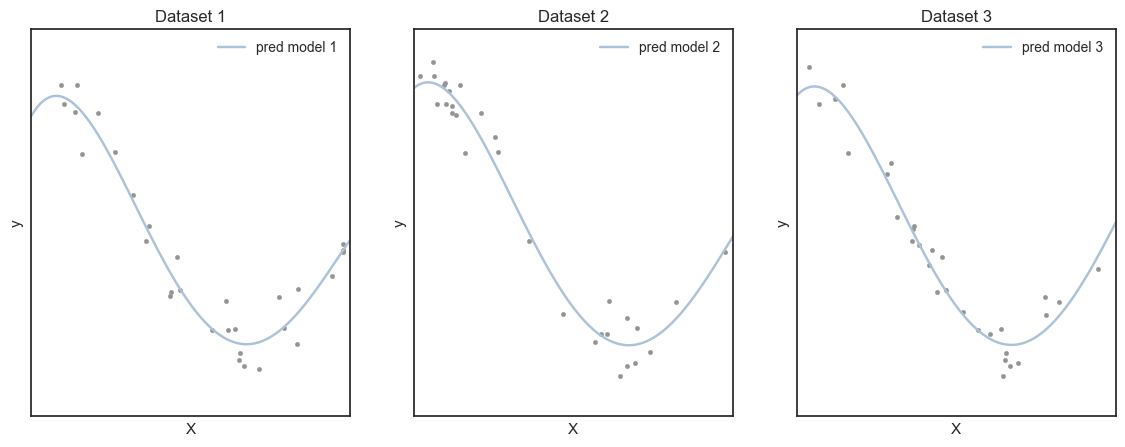 Dataset 1
pred model 1
y
X
Dataset 2
pred model 2
y
X
Dataset 3
pred model 3
y
X